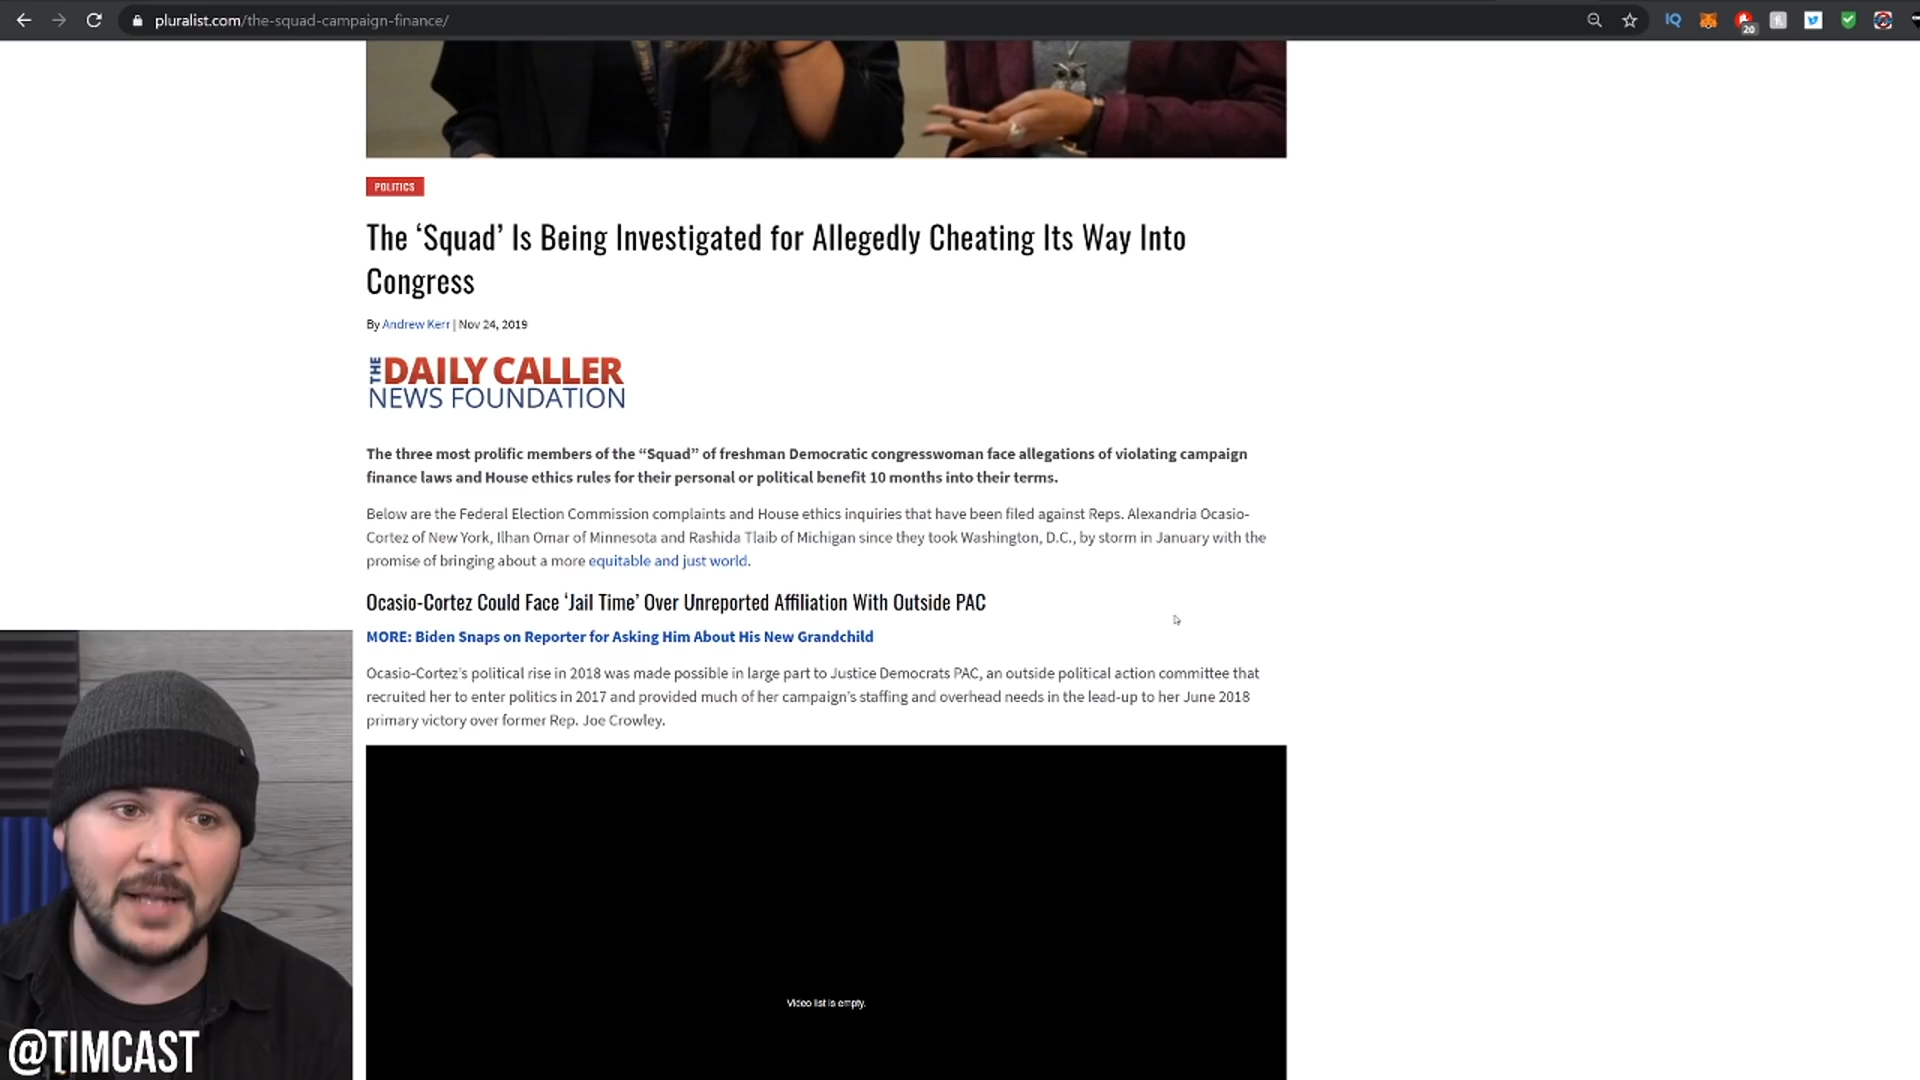 pluralist.com/the-squad-campaign-finance/
IQ
20
POLITICS
The ‘Squad’ Is Being Investigated for Allegedly Cheating Its Way Into
Congress
By Andrew Kerr | Nov 24, 2019
THE DAILY CALLER
NEWS FOUNDATION
The three most prolific members of the “Squad” of freshman Democratic congresswoman face allegations of violating campaign
finance laws and House ethics rules for their personal or political benefit 10 months into their terms.
Below are the Federal Election Commission complaints and House ethics inquiries that have been filed against Reps. Alexandria Ocasio-
Cortez of New York, Ilhan Omar of Minnesota and Rashida Tlaib of Michigan since they took Washington, D.C., by storm in January with the
promise of bringing about a more equitable and just world.
Ocasio-Cortez Could Face ‘Jail Time’ Over Unreported Affiliation With Outside PAC
MORE: Biden Snaps on Reporter for Asking Him About His New Grandchild
Ocasio-Cortez’s political rise in 2018 was made possible in large part to Justice Democrats PAC, an outside political action committee that
recruited her to enter politics in 2017 and provided much of her campaign’s staffing and overhead needs in the lead-up to her June 2018
primary victory over former Rep. Joe Crowley.
Video list is empty.
@TIMCAST